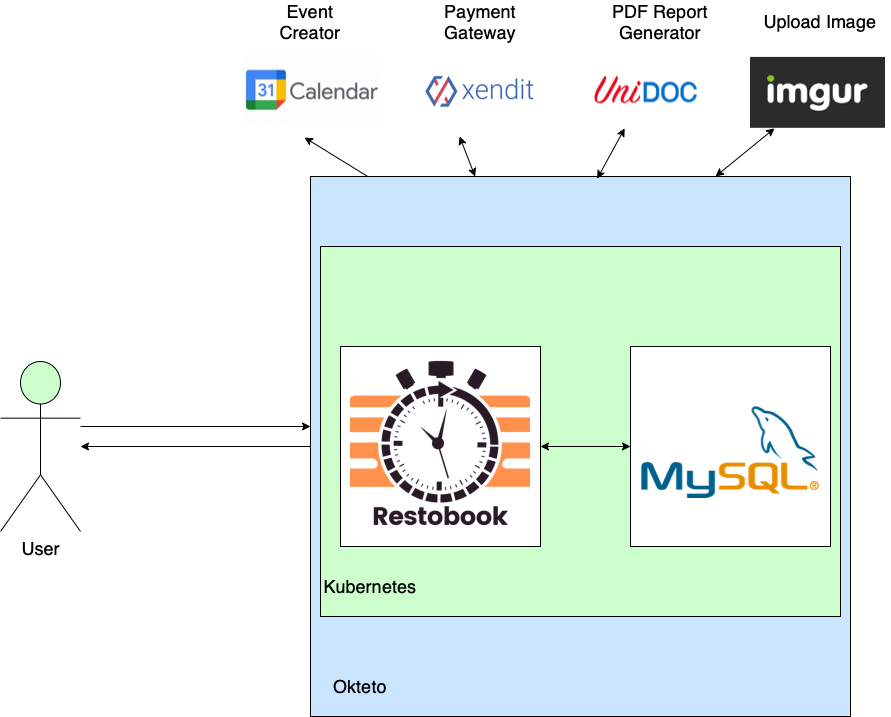 Event
Creator
Payment
Gateway
PDF Report
Generator
Upload Image
31 Calendar
xendit
UniDOC
imgur
Restobook
MySQL®
User
Kubernetes
Okteto